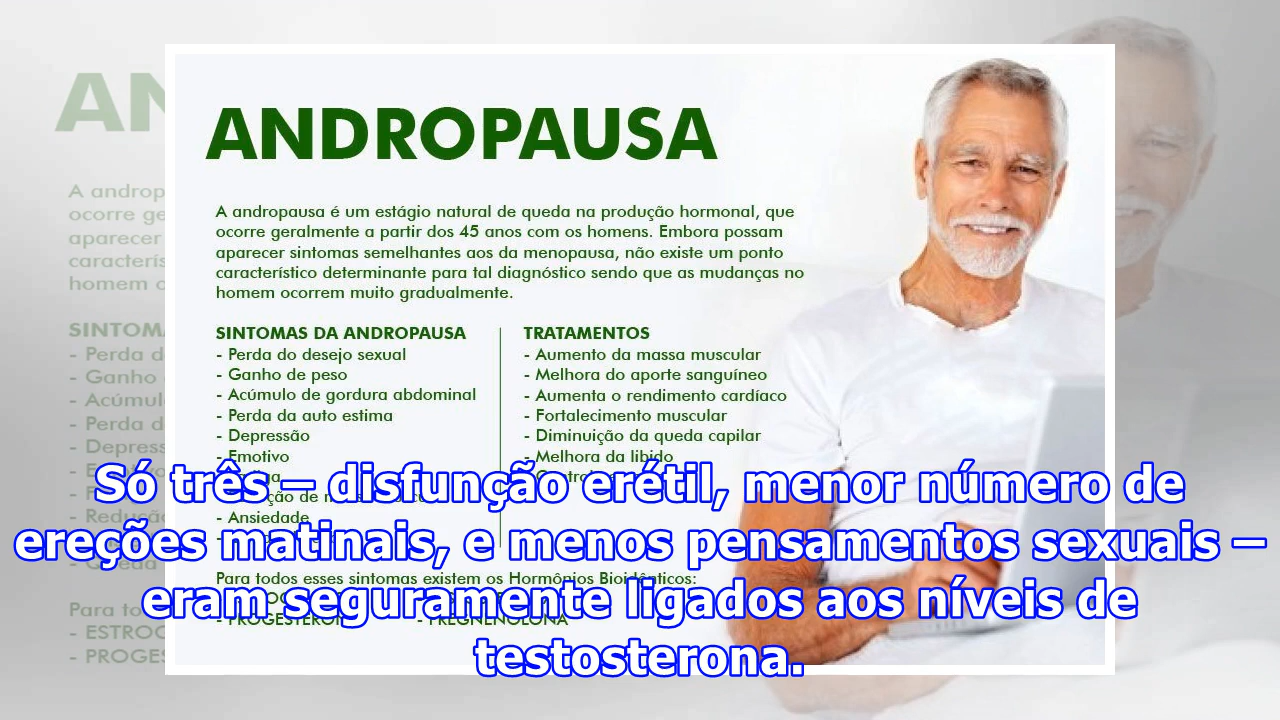 ANDROPAUSA
A andropausa é um estágio natural de queda na produção hormonal, que
ocorre geralmente a partir dos 45 anos com os homens. Embora possam
aparecer sintomas semelhantes aos da menopausa, não existe um ponto
característico determinante para tal diagnóstico sendo que as mudanças no
homem ocorrem muito gradualmente.
SINTOMAS DA ANDROPAUSA
- Perda do desejo sexual
- Ganho de peso
- Acúmulo de gordura abdominal
- Perda da auto estima
- Depressão
- Emotivo
- Ansiedade
TRATAMENTOS
- Aumento da massa muscular
- Melhora do aporte sanguíneo
- Aumenta o rendimento cardíaco
- Fortalecimento muscular
- Diminuição da queda capilar
- Melhora da libido
Para todos esses sintomas existem os Hormônios Bioidênticos:
- PREGNENOLONA
Só três – disfunção erétil, menor número de
ereções matinais, e menos pensamentos sexuais –
eram seguramente ligados aos níveis de
testosterona.